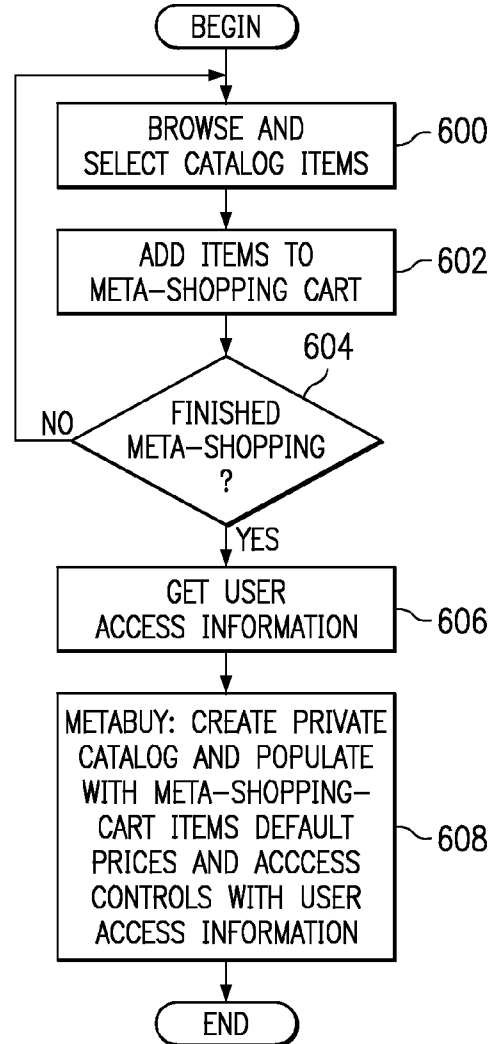 BEGIN
BROWSE AND
SELECT CATALOG ITEMS
600
ADD ITEMS TO
META-SHOPPING CART
602
604
FINISHED
META-SHOPPING
?
NO
YES
GET USER
ACCESS INFORMATION
606
METABUY: CREATE PRIVATE
CATALOG AND POPULATE
WITH META-SHOPPING-
CART ITEMS DEFAULT
PRICES AND ACCCESS
CONTROLS WITH USER
ACCESS INFORMATION
608
END